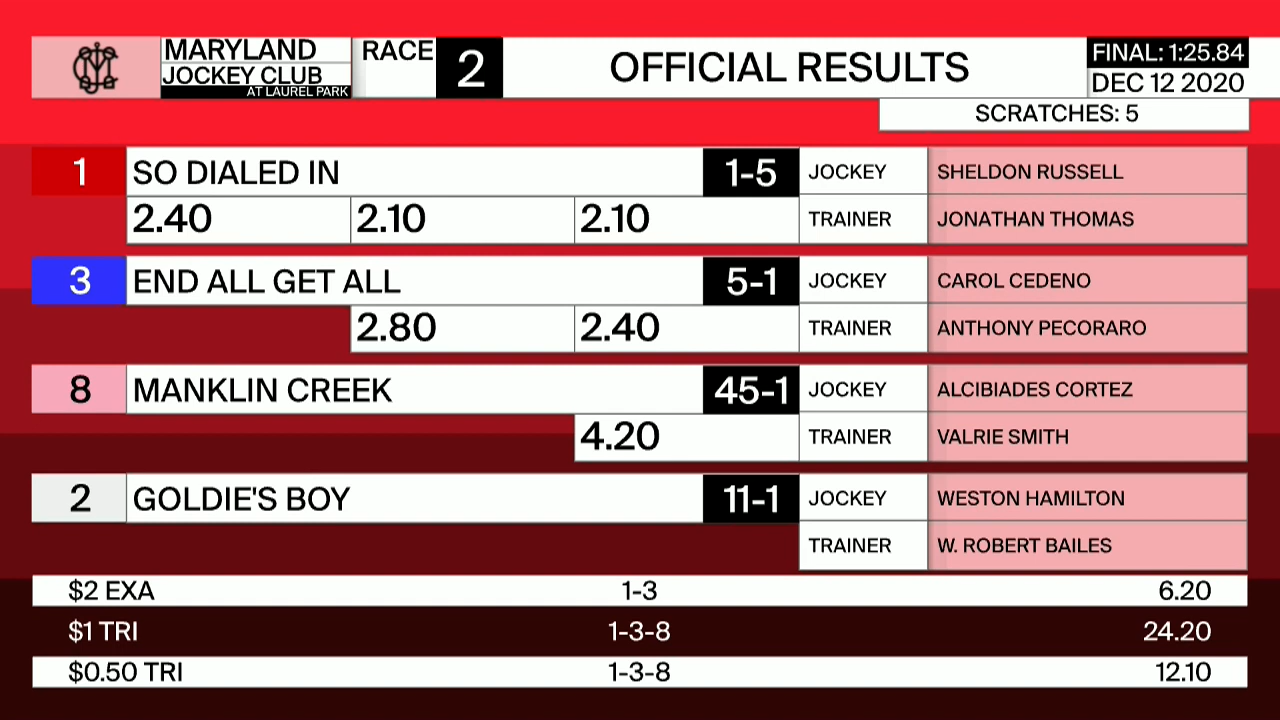 MARYLAND
JOCKEY CLUB
AT LAUREL PARK
RACE 2
OFFICIAL RESULTS
FINAL: 1:25.84
DEC 12 2020
SCRATCHES: 5
1 SO DIALED IN 1-5 JOCKEY SHELDON RUSSELL
2.40 2.10 2.10 TRAINER JONATHAN THOMAS
3 END ALL GET ALL 5-1 JOCKEY CAROL CEDENO
2.80 2.40 TRAINER ANTHONY PECORARO
8 MANKLIN CREEK 45-1 JOCKEY ALCIBIADES CORTEZ
4.20 TRAINER VALRIE SMITH
2 GOLDIE'S BOY 11-1 JOCKEY WESTON HAMILTON
TRAINER W. ROBERT BAILES
$2 EXA 1-3 6.20
$1 TRI 1-3-8 24.20
$0.50 TRI 1-3-8 12.10